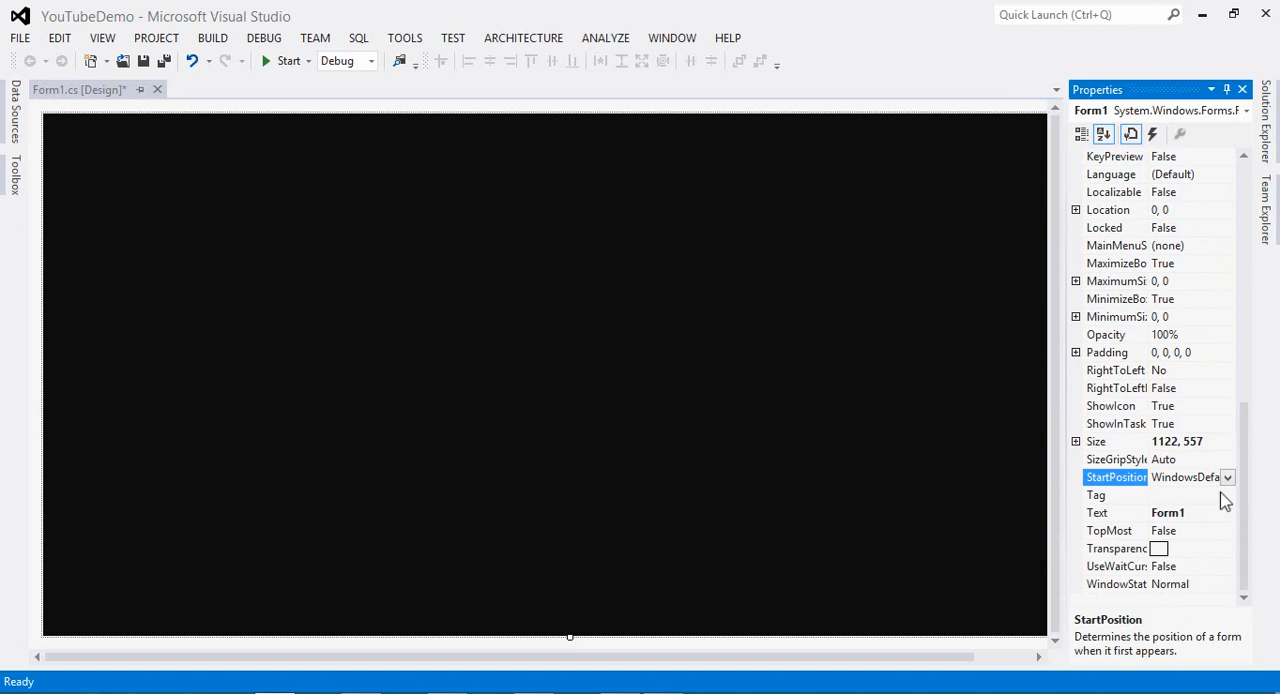 YouTubeDemo - Microsoft Visual Studio
Quick Launch (Ctrl+Q)
FILE EDIT VIEW PROJECT BUILD DEBUG TEAM SQL TOOLS TEST ARCHITECTURE ANALYZE WINDOW HELP
Start Debug
Form1.cs [Design]*
Data Sources
Toolbox
Properties
Form1 System.Windows.Forms.F
KeyPreview False
Language (Default)
Localizable False
Location 0, 0
Locked False
MainMenuS (none)
MaximizeBo True
MaximumSi 0, 0
MinimizeBo True
MinimumSi 0, 0
Opacity 100%
Padding 0, 0, 0, 0
RightToLeft No
RightToLeftl False
ShowIcon True
ShowInTask True
Size 1122, 557
SizeGripStyle Auto
StartPosition WindowsDefa
Tag
Text Form1
TopMost False
Transparenc
UseWaitCur False
WindowStat Normal
StartPosition
Determines the position of a form
when it first appears.
Solution Explorer
Team Explorer
Ready